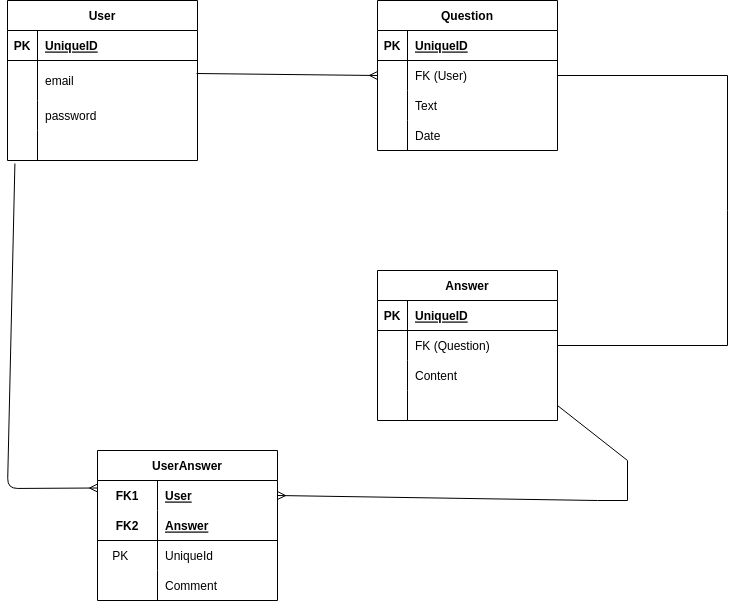 User
PK UniqueID
email
password
Question
PK UniqueID
FK (User)
Text
Date
Answer
PK UniqueID
FK (Question)
Content
UserAnswer
FK1 User
FK2 Answer
PK UniqueId
Comment